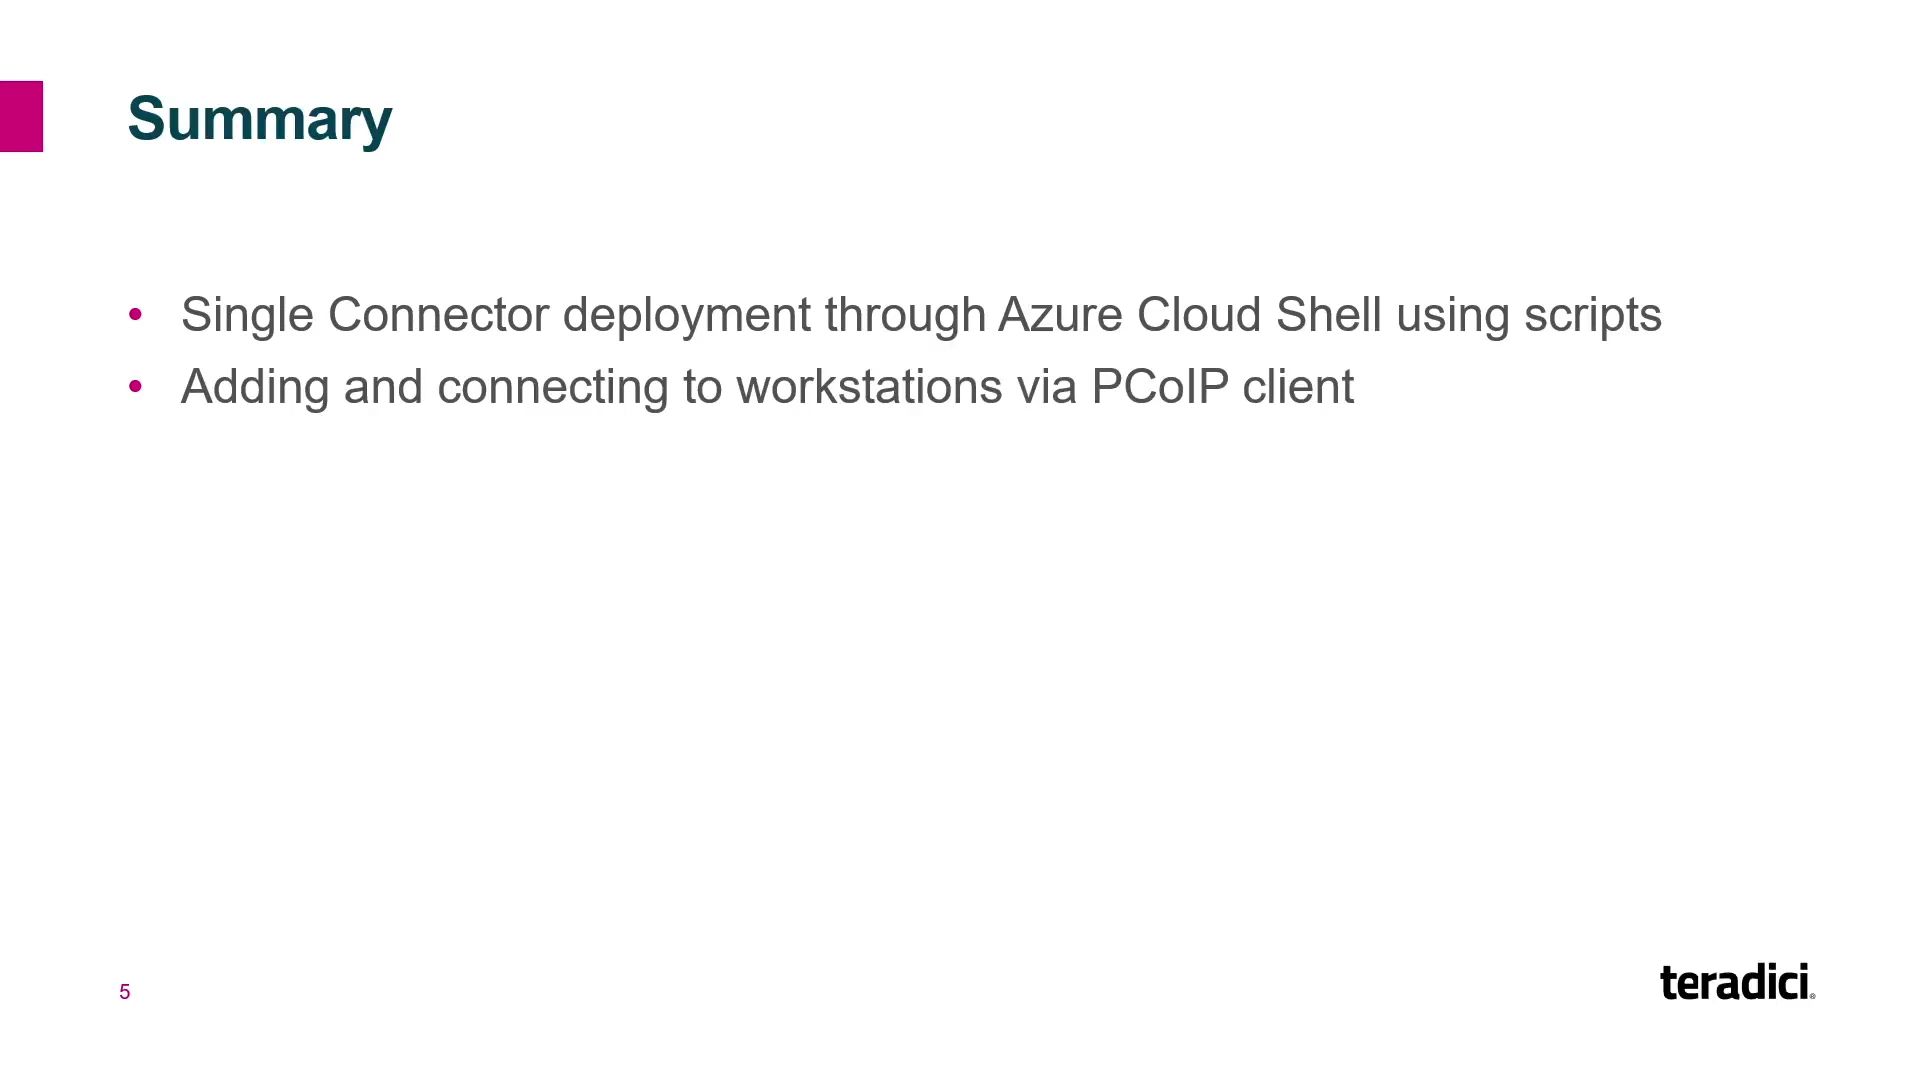 Summary
• Single Connector deployment through Azure Cloud Shell using scripts
• Adding and connecting to workstations via PCoIP client
5
teradici®